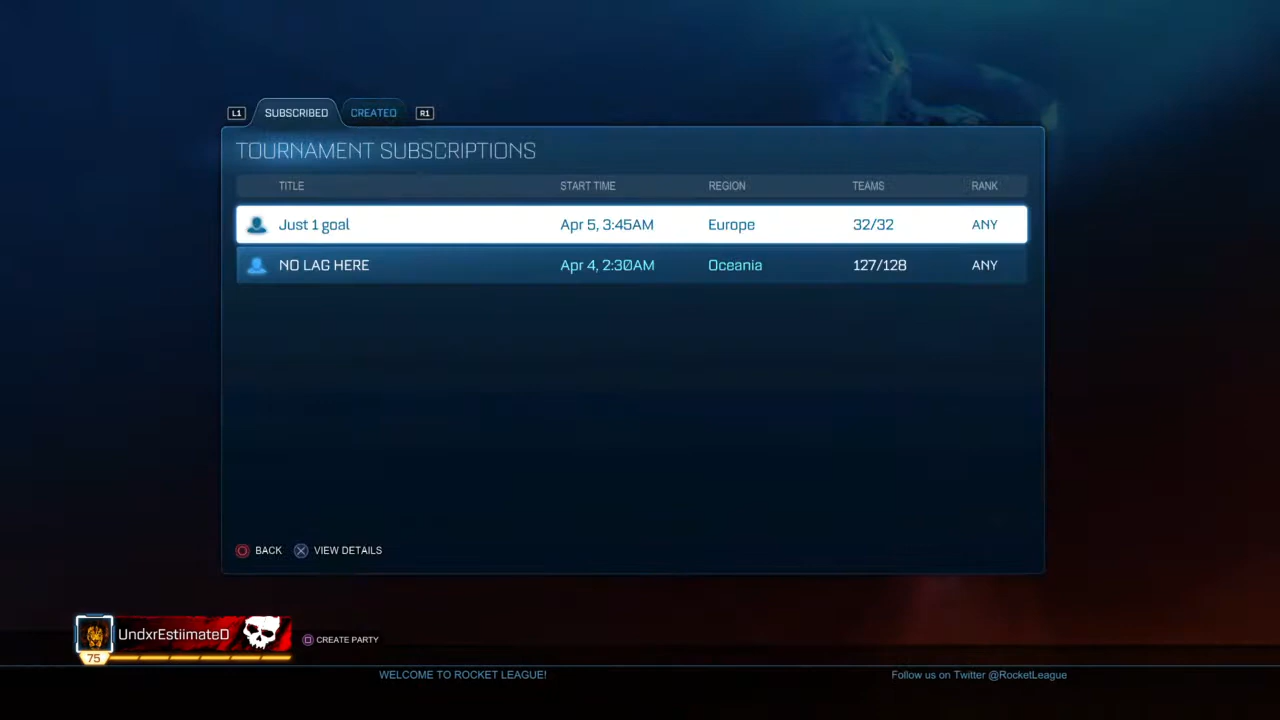 L1 SUBSCRIBED CREATED R1
TOURNAMENT SUBSCRIPTIONS
TITLE START TIME REGION TEAMS RANK
Just 1 goal Apr 5, 3:45AM Europe 32/32 ANY
NO LAG HERE Apr 4, 2:30AM Oceania 127/128 ANY
BACK VIEW DETAILS
UndxrEstiimateD CREATE PARTY
75
WELCOME TO ROCKET LEAGUE! Follow us on Twitter @RocketLeague